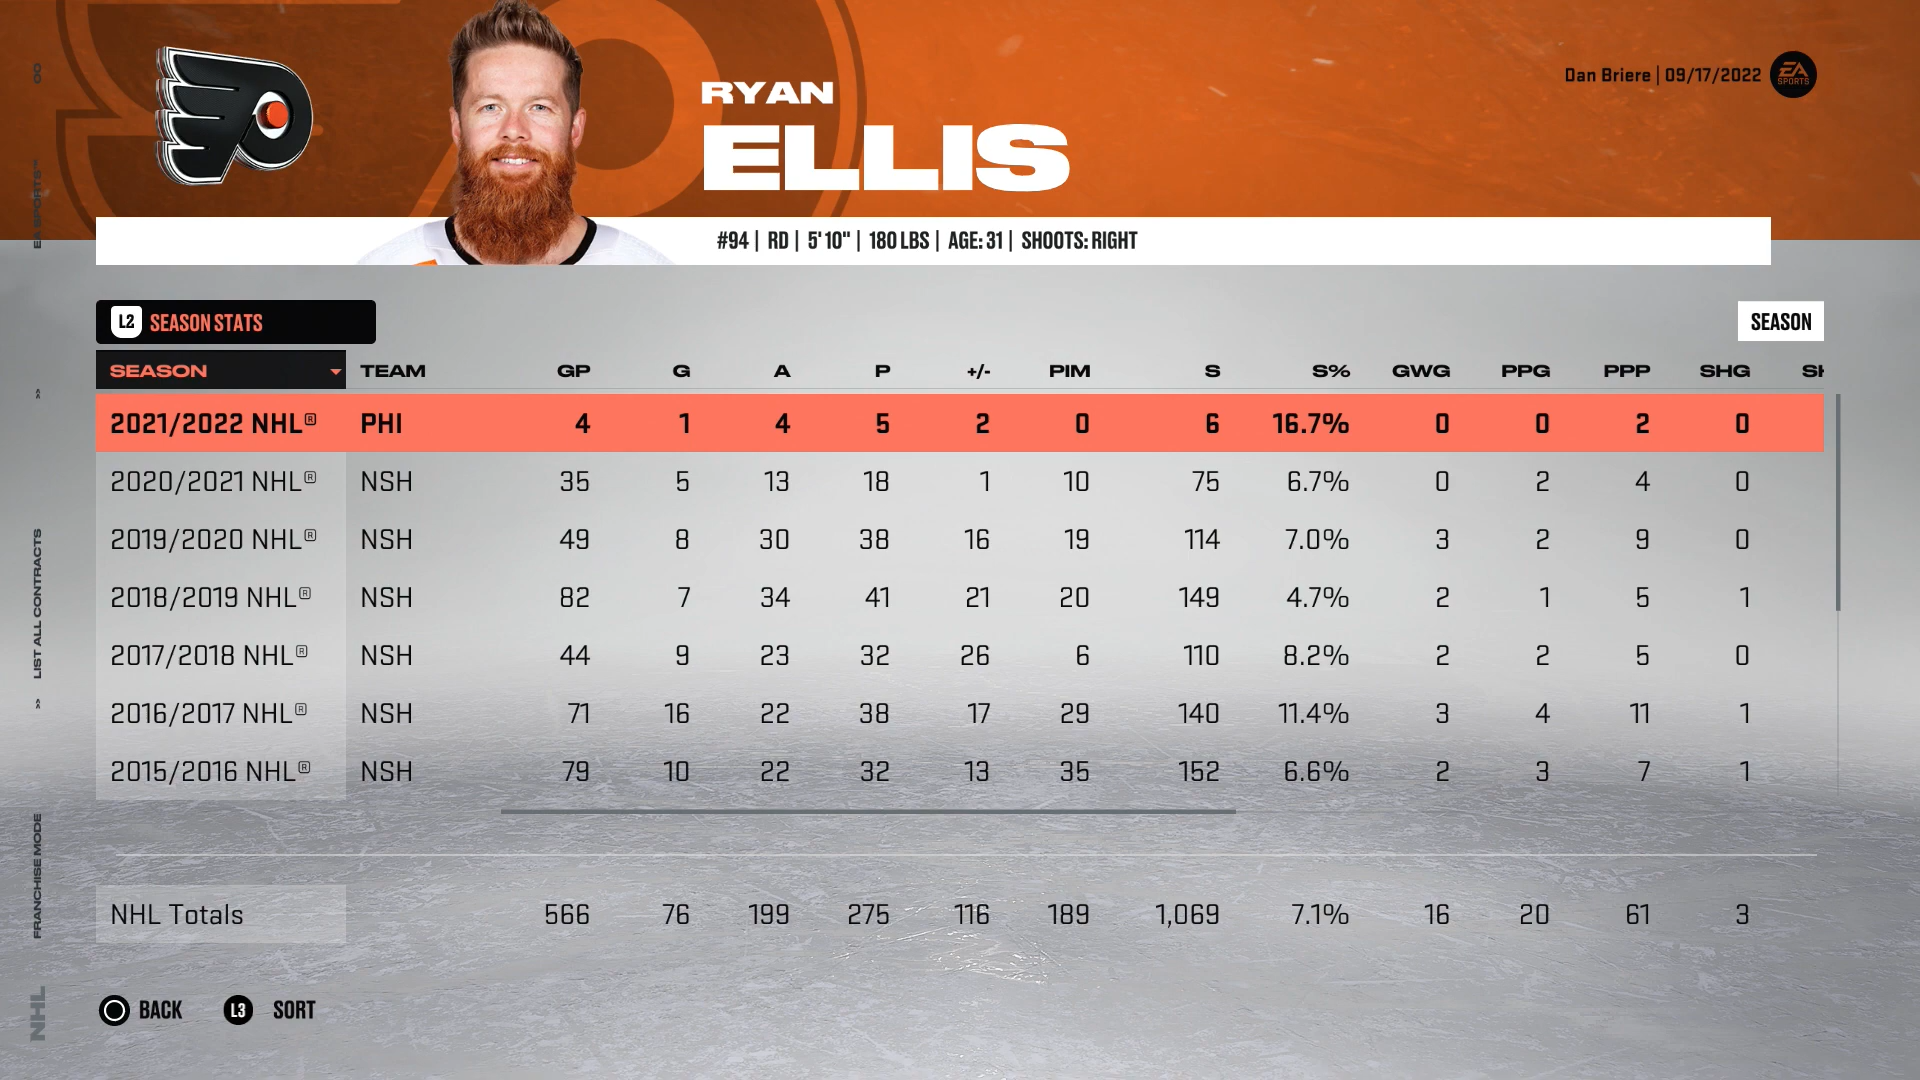 RYAN
ELLIS
Dan Briere | 09/17/2022
EA
SPORTS
#94 | RD | 5' 10" | 180 LBS | AGE: 31 | SHOOTS: RIGHT
L2 SEASON STATS
SEASON
SEASON TEAM GP G A P +/- PIM S S% GWG PPG PPP SHG SH
2021/2022 NHL® PHI 4 1 4 5 2 0 6 16.7% 0 0 2 0
2020/2021 NHL® NSH 35 5 13 18 1 10 75 6.7% 0 2 4 0
2019/2020 NHL® NSH 49 8 30 38 16 19 114 7.0% 3 2 9 0
2018/2019 NHL® NSH 82 7 34 41 21 20 149 4.7% 2 1 5 1
2017/2018 NHL® NSH 44 9 23 32 26 6 110 8.2% 2 2 5 0
2016/2017 NHL® NSH 71 16 22 38 17 29 140 11.4% 3 4 11 1
2015/2016 NHL® NSH 79 10 22 32 13 35 152 6.6% 2 3 7 1
NHL Totals 566 76 199 275 116 189 1,069 7.1% 16 20 61 3
BACK L3 SORT
NHL
FRANCHISE MODE
>>
LIST ALL CONTRACTS
>>
EA SPORTS™